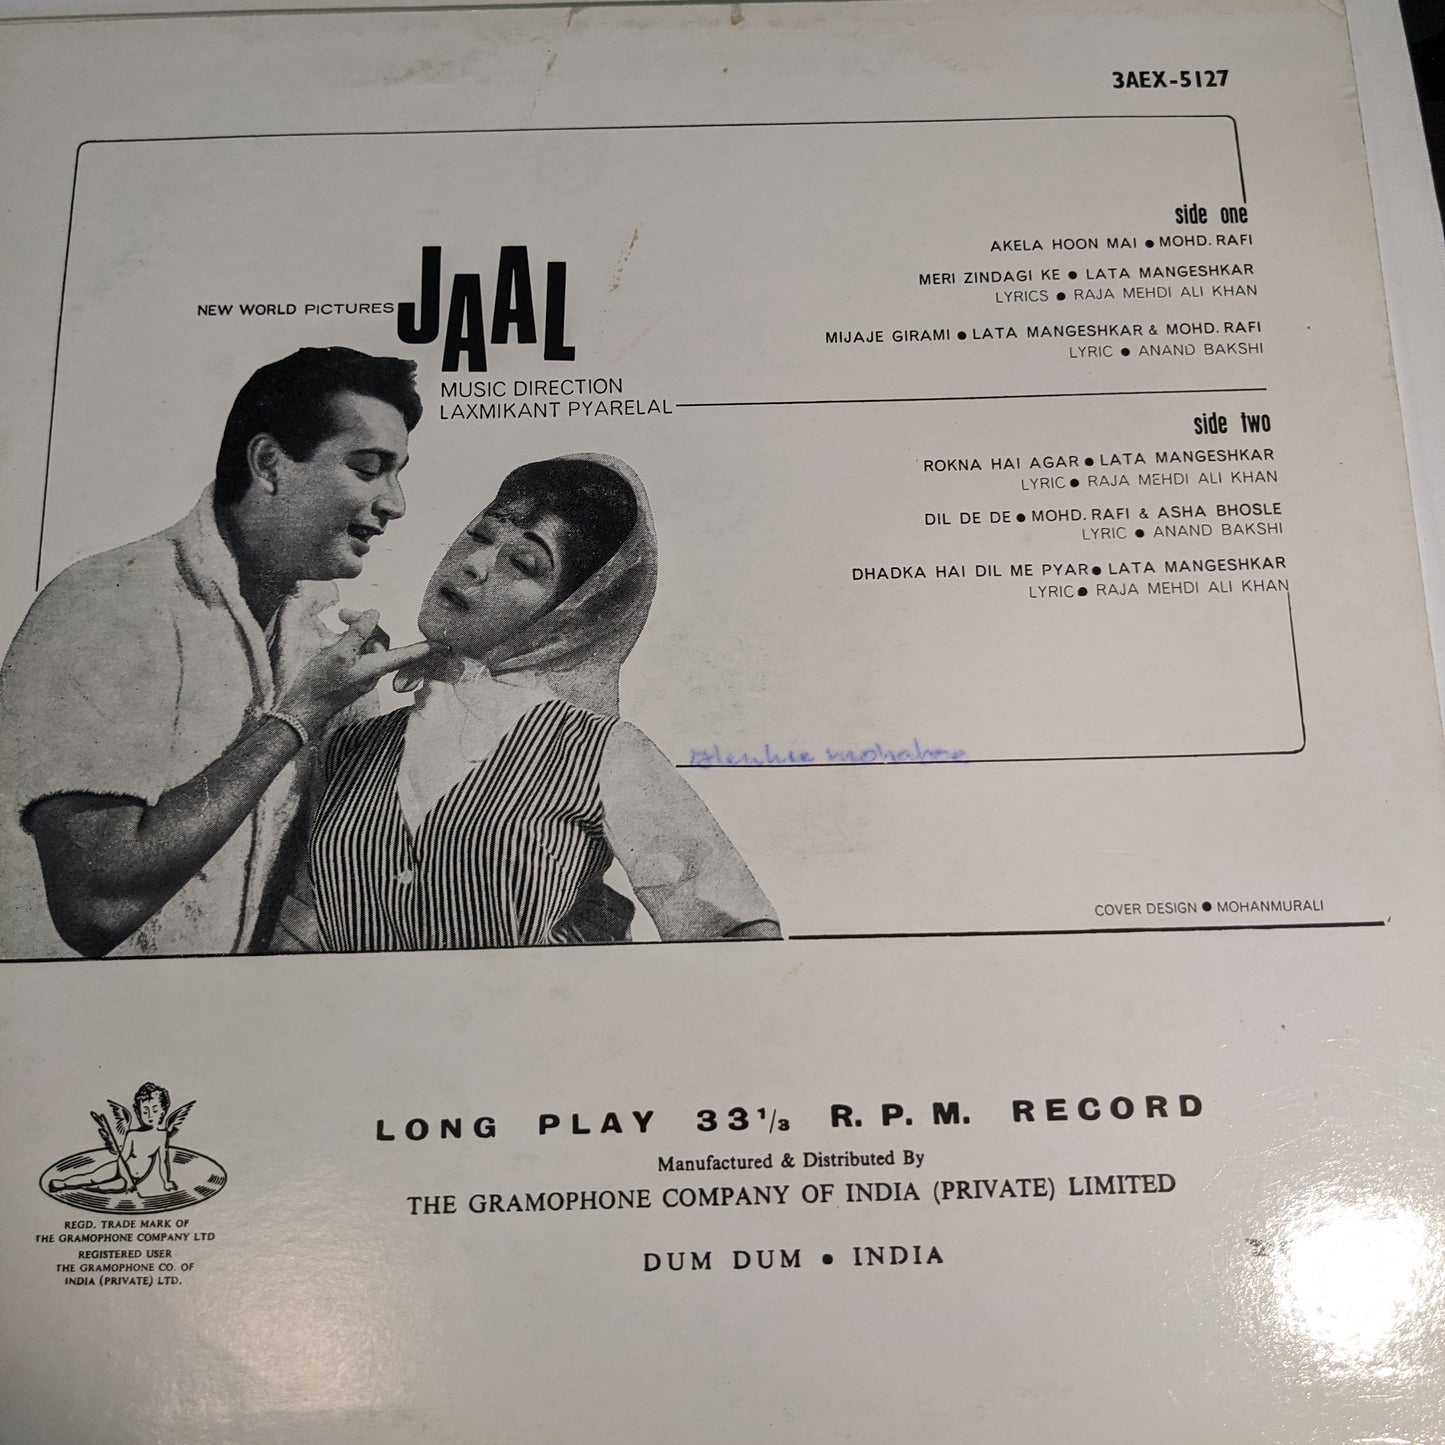 3AEX-5127
NEW WORLD PICTURES JAAL
MUSIC DIRECTION
LAXMIKANT PYARELAL
side one
AKELA HOON MAI ● MOHD. RAFI
MERI ZINDAGI KE ● LATA MANGESHKAR
LYRICS ● RAJA MEHDI ALI KHAN
MIJAJE GIRAMI ● LATA MANGESHKAR & MOHD. RAFI
LYRIC ● ANAND BAKSHI
side two
ROKNA HAI AGAR ● LATA MANGESHKAR
LYRIC ● RAJA MEHDI ALI KHAN
DIL DE DE ● MOHD. RAFI & ASHA BHOSLE
LYRIC ● ANAND BAKSHI
DHADKA HAI DIL ME PYAR ● LATA MANGESHKAR
LYRIC ● RAJA MEHDI ALI KHAN
COVER DESIGN ● MOHANMURALI
LONG PLAY 33 1/3 R. P. M. RECORD
Manufactured & Distributed By
THE GRAMOPHONE COMPANY OF INDIA (PRIVATE) LIMITED
DUM DUM ● INDIA
REGD. TRADE MARK OF
THE GRAMOPHONE COMPANY LTD
REGISTERED USER
THE GRAMOPHONE CO. OF
INDIA (PRIVATE) LTD.